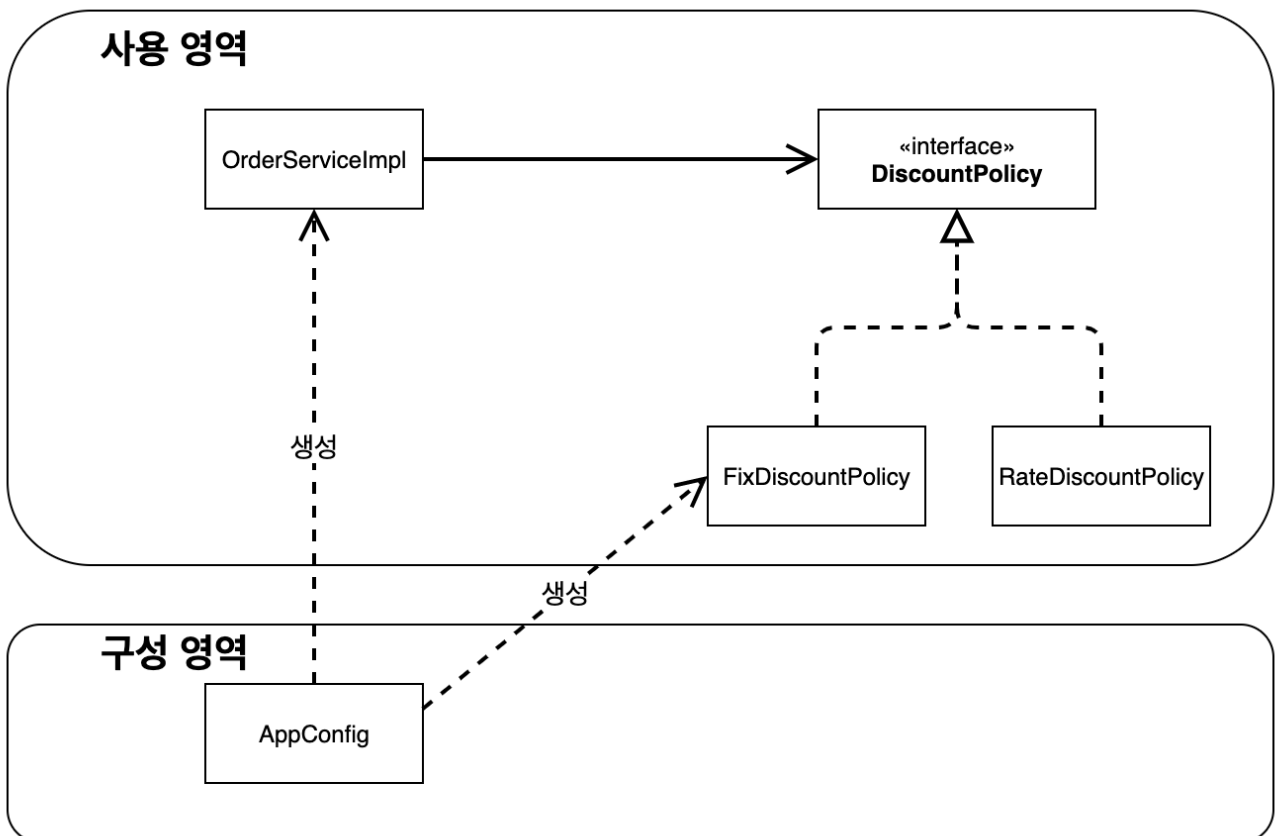 사용 영역
OrderServiceImpl
«interface»
DiscountPolicy
생성
FixDiscountPolicy
RateDiscountPolicy
생성
구성 영역
AppConfig